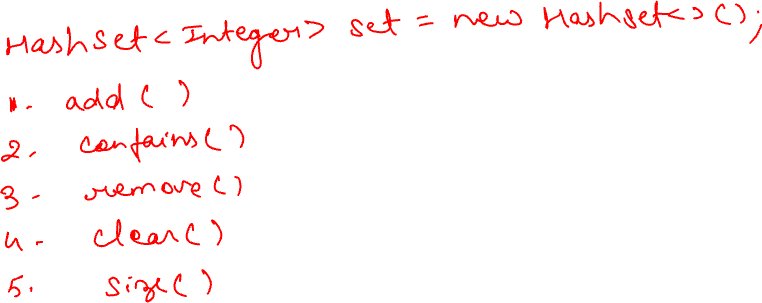 HashSet<Integer> set = new HashSet<>();
1. add( )
2. contains()
3- remove()
4- clear()
5. size()